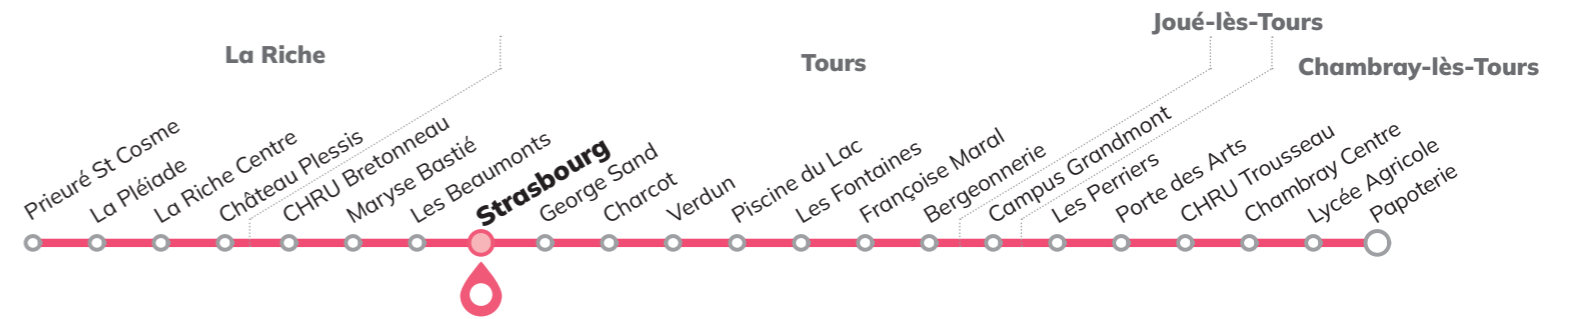 La Riche
Tours
Joué-lès-Tours
Chambray-lès-Tours
Prieuré St Cosme
La Pléiade
La Riche Centre
Château Plessis
CHRU Bretonneau
Maryse Bastié
Les Beaumonts
Strasbourg
George Sand
Charcot
Verdun
Piscine du Lac
Les Fontaines
Françoise Maral
Bergeonnerie
Campus Grandmont
Les Perriers
Porte des Arts
CHRU Trousseau
Chambray Centre
Lycée Agricole
Papoterie